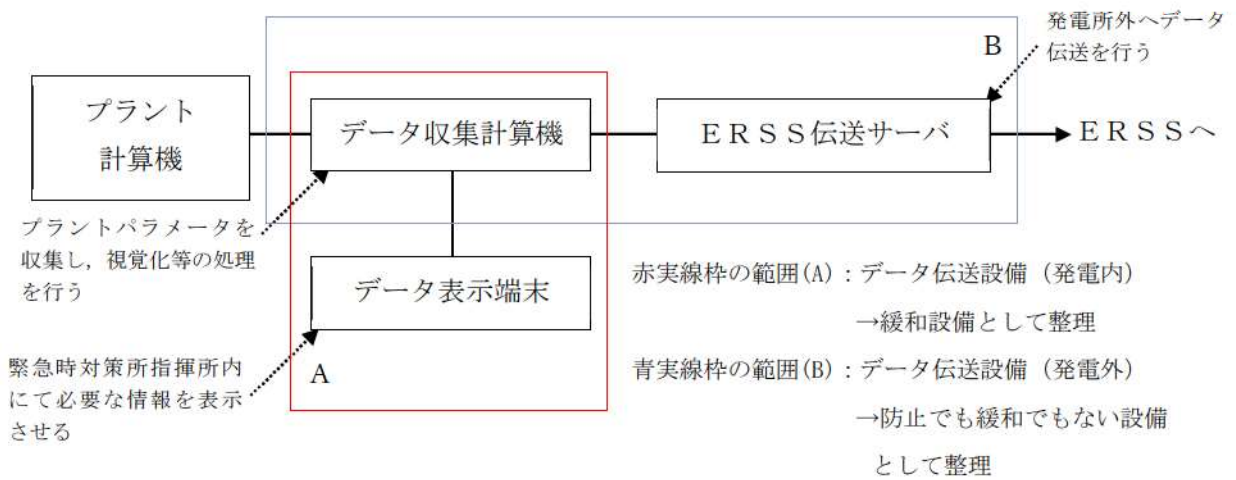 発電所外へデータ
伝送を行う
B
プラント
計算機
データ収集計算機
ERSS伝送サーバ
ERSSへ
プラントパラメータを
収集し，視覚化等の処理
を行う
データ表示端末
緊急時対策所指揮所内
にて必要な情報を表示
させる
A
赤実線枠の範囲(A)：データ伝送設備（発電内）
→緩和設備として整理
青実線枠の範囲(B)：データ伝送設備（発電外）
→防止でも緩和でもない設備
として整理